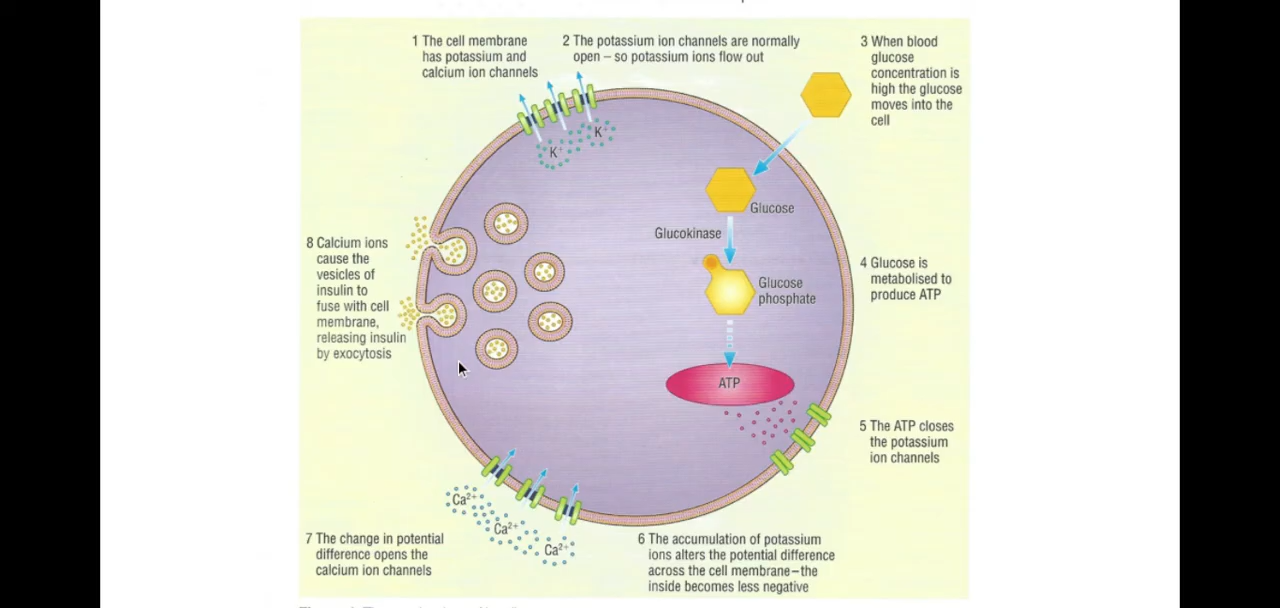 1 The cell membrane
has potassium and
calcium ion channels
2 The potassium ion channels are normally
open – so potassium ions flow out
3 When blood
glucose
concentration is
high the glucose
moves into the
cell
K⁺
K⁺
Glucose
Glucokinase
Glucose
phosphate
4 Glucose is
metabolised to
produce ATP
ATP
5 The ATP closes
the potassium
ion channels
6 The accumulation of potassium
ions alters the potential difference
across the cell membrane – the
inside becomes less negative
7 The change in potential
difference opens the
calcium ion channels
Ca²⁺
Ca²⁺
Ca²⁺
8 Calcium ions
cause the
vesicles of
insulin to
fuse with cell
membrane,
releasing insulin
by exocytosis